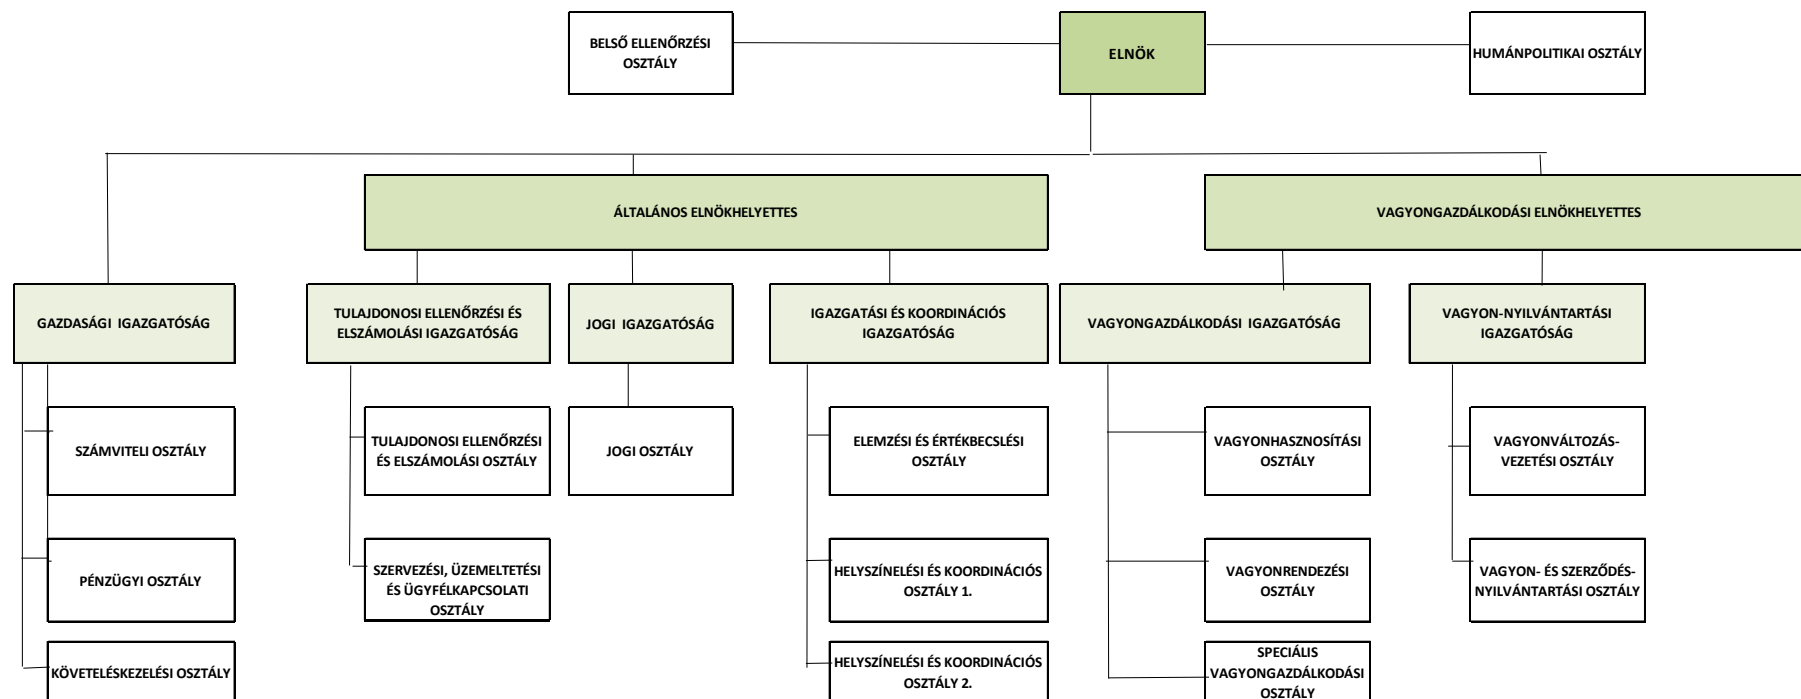 BELSŐ ELLENŐRZÉSI
OSZTÁLY
ELNÖK
HUMÁNPOLITIKAI OSZTÁLY
ÁLTALÁNOS ELNÖKHELYETTES
VAGYONGAZDÁLKODÁSI ELNÖKHELYETTES
GAZDASÁGI IGAZGATÓSÁG
TULAJDONOSI ELLENŐRZÉSI ÉS
ELSZÁMOLÁSI IGAZGATÓSÁG
JOGI IGAZGATÓSÁG
IGAZGATÁSI ÉS KOORDINÁCIÓS
IGAZGATÓSÁG
VAGYONGAZDÁLKODÁSI IGAZGATÓSÁG
VAGYON-NYILVÁNTARTÁSI
IGAZGATÓSÁG
SZÁMVITELI OSZTÁLY
TULAJDONOSI ELLENŐRZÉSI
ÉS ELSZÁMOLÁSI OSZTÁLY
JOGI OSZTÁLY
ELEMZÉSI ÉS ÉRTÉKBECSLÉSI
OSZTÁLY
VAGYONHASZNOSÍTÁSI
OSZTÁLY
VAGYONVÁLTOZÁS-
VEZETÉSI OSZTÁLY
PÉNZÜGYI OSZTÁLY
SZERVEZÉSI, ÜZEMELTETÉSI
ÉS ÜGYFÉLKAPCSOLATI
OSZTÁLY
HELYSZÍNELÉSI ÉS KOORDINÁCIÓS
OSZTÁLY 1.
VAGYONRENDEZÉSI
OSZTÁLY
VAGYON- ÉS SZERZŐDÉS-
NYILVÁNTARTÁSI OSZTÁLY
KÖVETELÉSKEZELÉSI OSZTÁLY
HELYSZÍNELÉSI ÉS KOORDINÁCIÓS
OSZTÁLY 2.
SPECIÁLIS
VAGYONGAZDÁLKODÁSI
OSZTÁLY